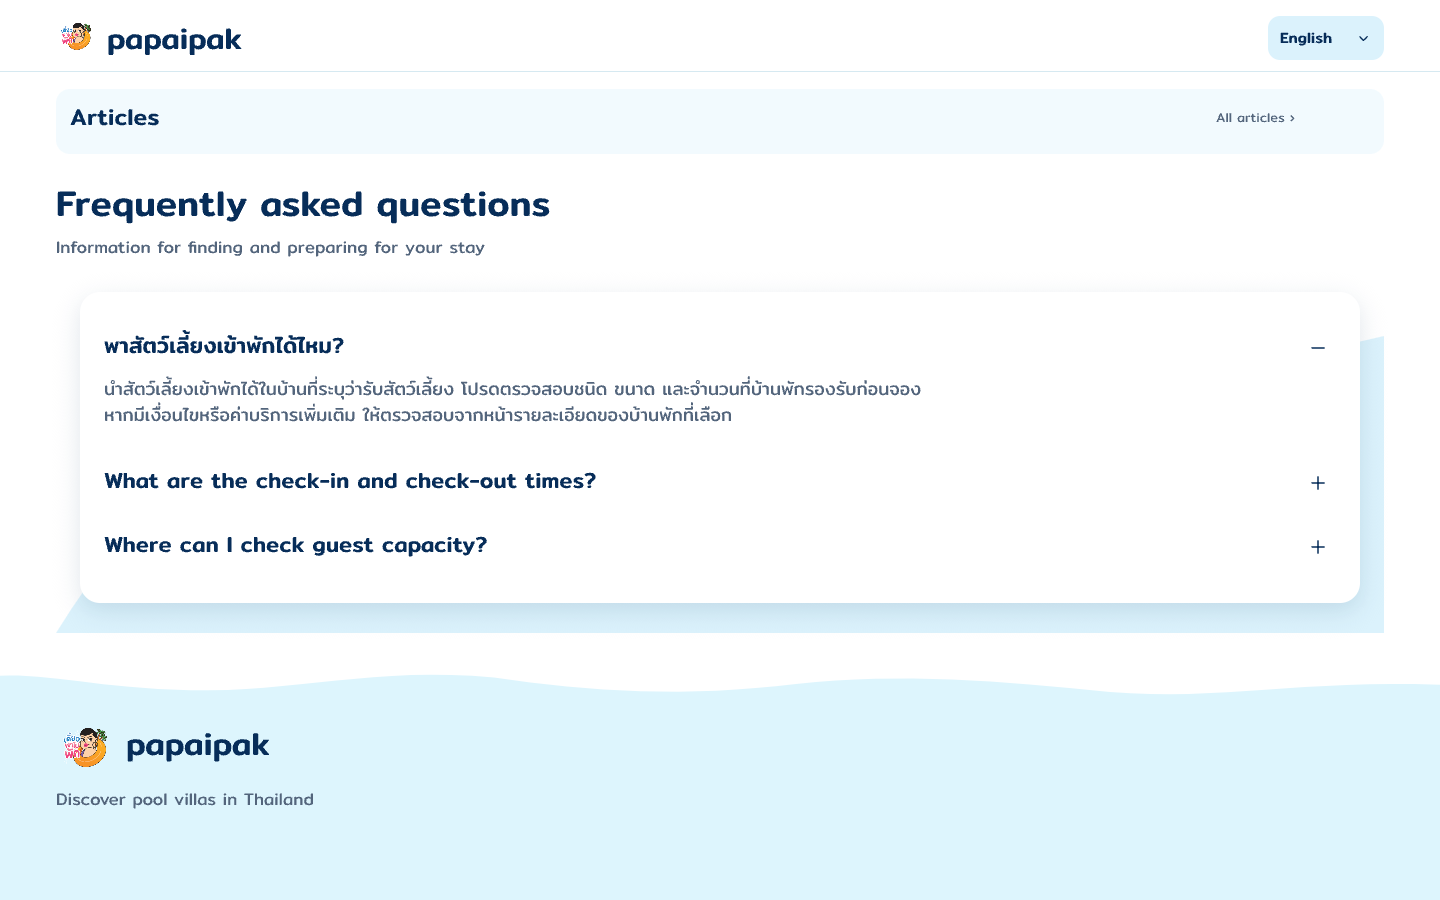 papaipak
English
Articles
All articles ›
Frequently asked questions
Information for finding and preparing for your stay
พาสัตว์เลี้ยงเข้าพักได้ไหม?
นำสัตว์เลี้ยงเข้าพักได้ในบ้านที่ระบุว่ารับสัตว์เลี้ยง โปรดตรวจสอบชนิด ขนาด และจำนวนที่บ้านพักรองรับก่อนจอง
หากมีเงื่อนไขหรือค่าบริการเพิ่มเติม ให้ตรวจสอบจากหน้ารายละเอียดของบ้านพักที่เลือก
What are the check-in and check-out times?
Where can I check guest capacity?
papaipak
Discover pool villas in Thailand